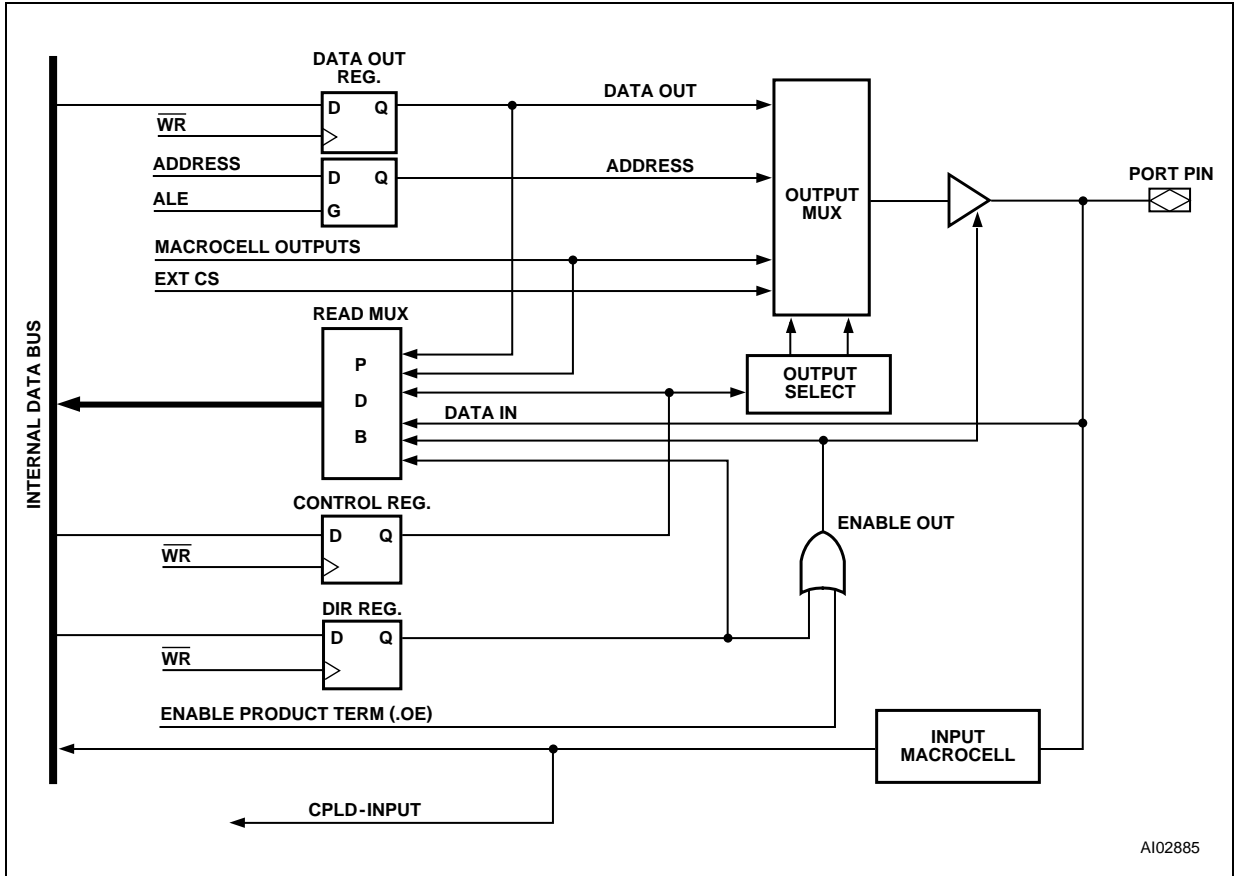 DATA OUT
REG.
D Q
DATA OUT
WR
ADDRESS
D Q
ADDRESS
ALE
G
OUTPUT
MUX
PORT PIN
MACROCELL OUTPUTS
EXT CS
READ MUX
P
D
B
OUTPUT
SELECT
DATA IN
INTERNAL DATA BUS
CONTROL REG.
D Q
WR
ENABLE OUT
DIR REG.
D Q
WR
ENABLE PRODUCT TERM (.OE)
INPUT
MACROCELL
CPLD-INPUT
AI02885